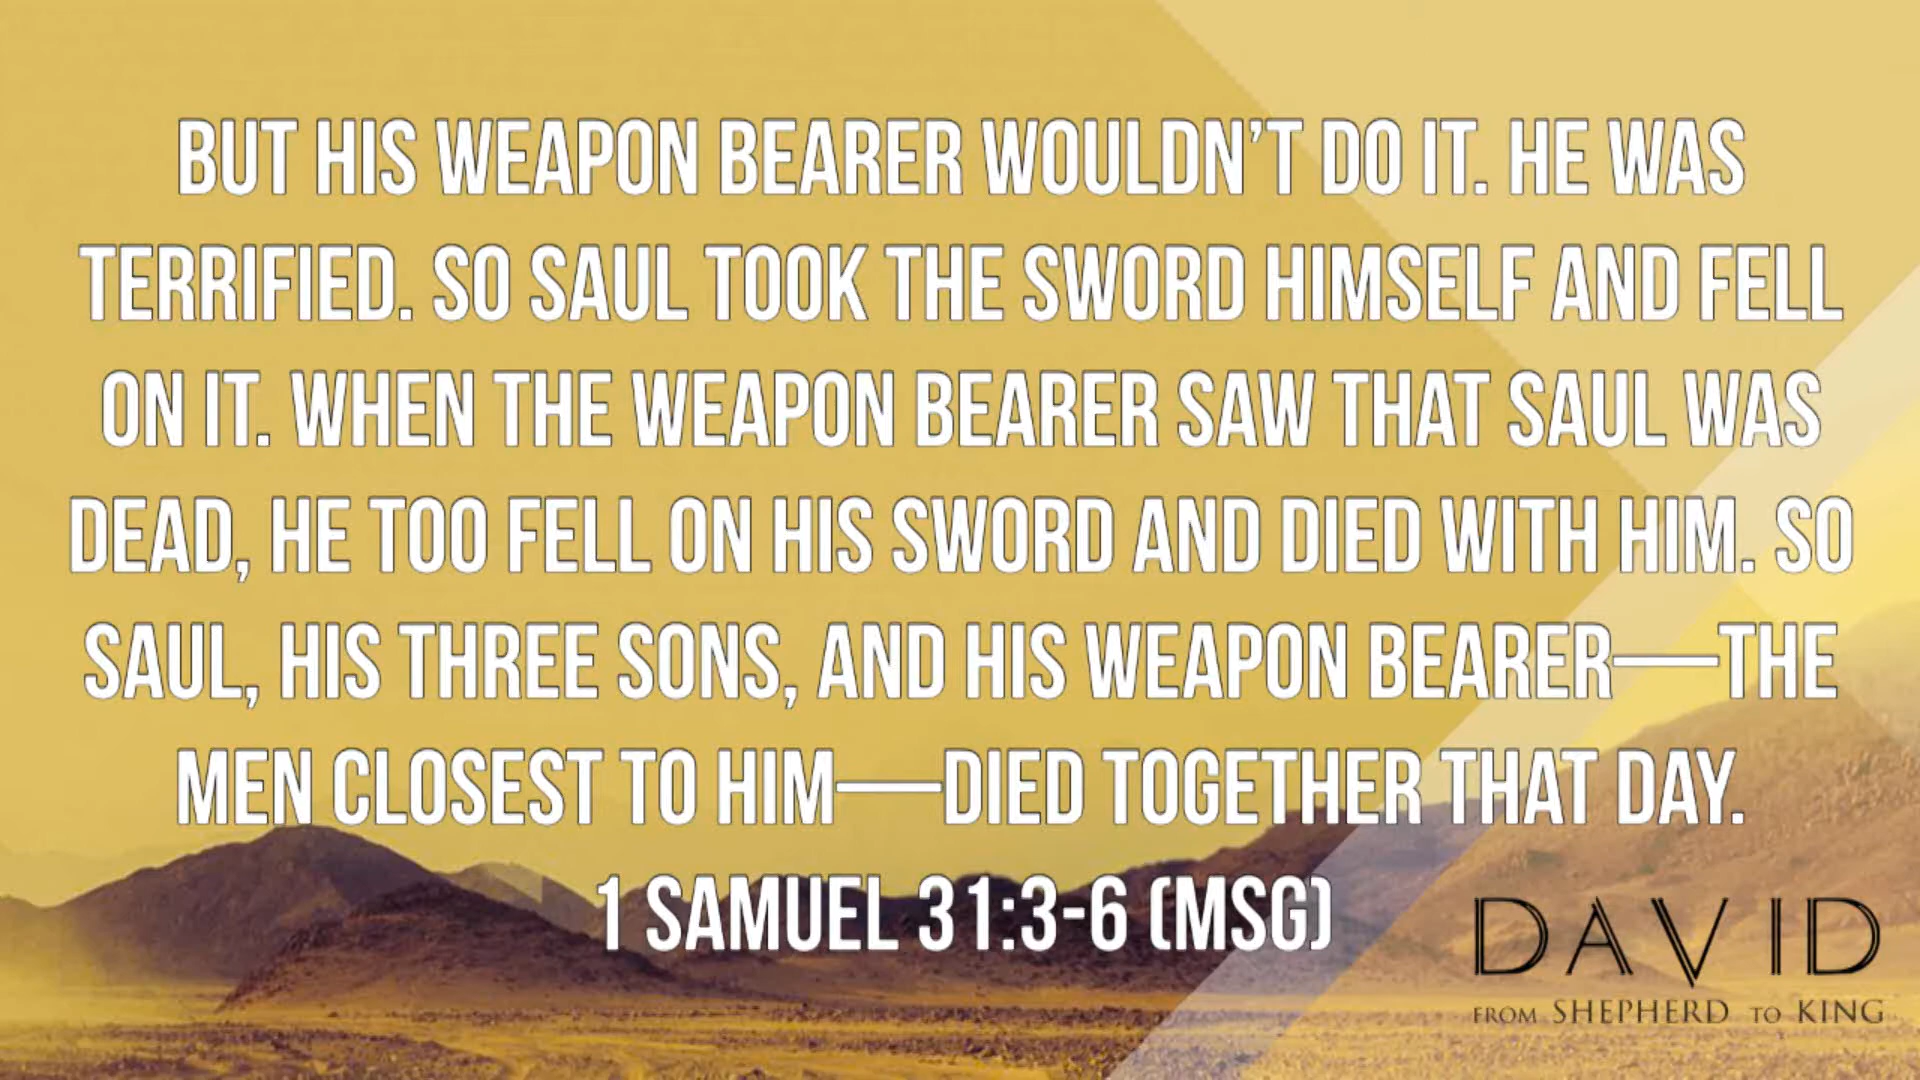 BUT HIS WEAPON BEARER WOULDN'T DO IT. HE WAS
TERRIFIED. SO SAUL TOOK THE SWORD HIMSELF AND FELL
ON IT. WHEN THE WEAPON BEARER SAW THAT SAUL WAS
DEAD, HE TOO FELL ON HIS SWORD AND DIED WITH HIM. SO
SAUL, HIS THREE SONS, AND HIS WEAPON BEARER—THE
MEN CLOSEST TO HIM—DIED TOGETHER THAT DAY.
1 SAMUEL 31:3-6 (MSG)
DAVID
FROM SHEPHERD TO KING